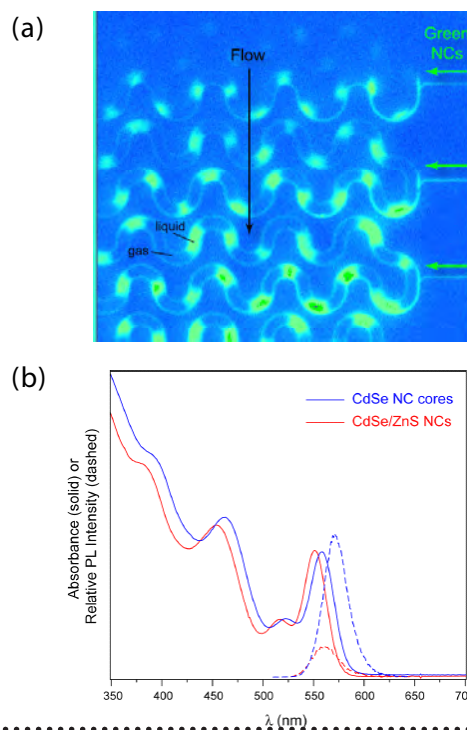 (a)
Green
NCs
Flow
liquid
gas
(b)
CdSe NC cores
CdSe/ZnS NCs
Absorbance (solid) or
Relative PL Intensity (dashed)
350 400 450 500 550 600 650 700
λ (nm)